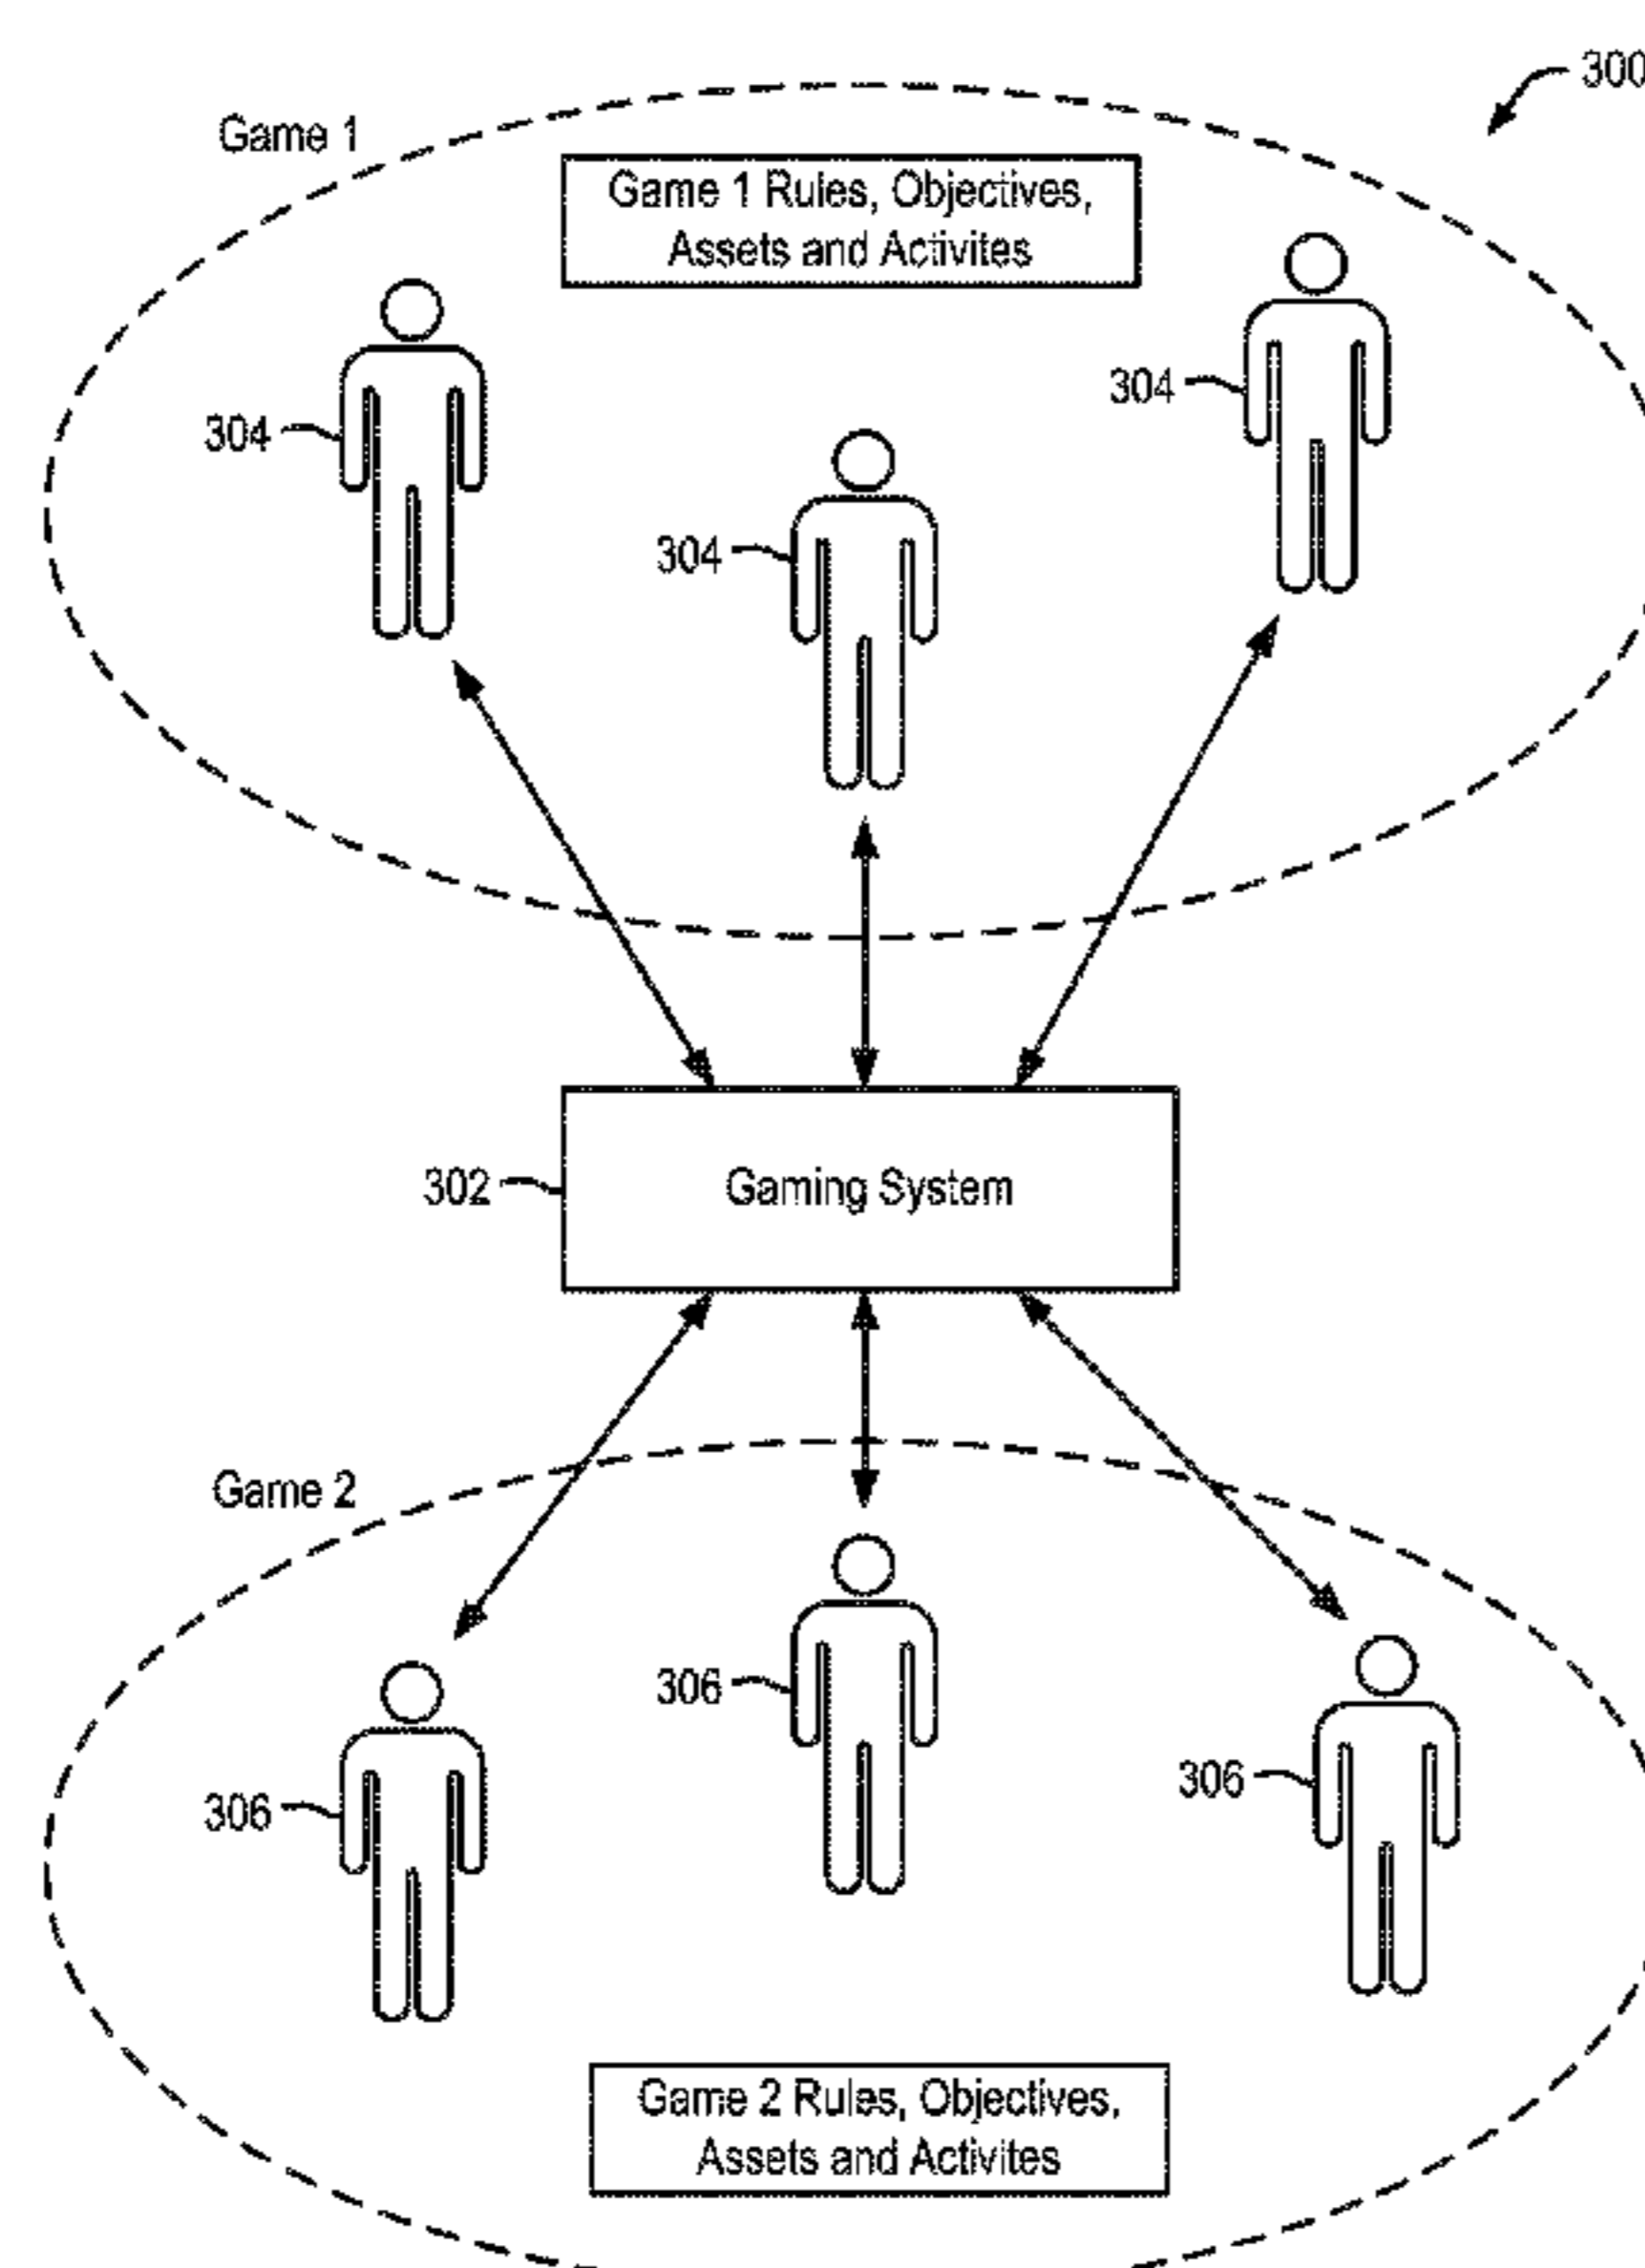 300
Game 1
Game 1 Rules, Objectives,
Assets and Activites
304
304
304
302
Gaming System
Game 2
306
306
306
Game 2 Rules, Objectives,
Assets and Activites